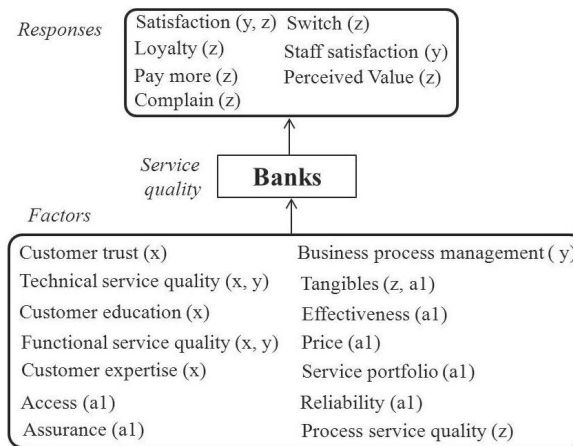 Responses
Satisfaction (y, z)
Loyalty (z)
Pay more (z)
Complain (z)
Switch (z)
Staff satisfaction (y)
Perceived Value (z)
Service
quality
Banks
Factors
Customer trust (x)
Technical service quality (x, y)
Customer education (x)
Functional service quality (x, y)
Customer expertise (x)
Access (a1)
Assurance (a1)
Business process management ( y)
Tangibles (z, a1)
Effectiveness (a1)
Price (a1)
Service portfolio (a1)
Reliability (a1)
Process service quality (z)